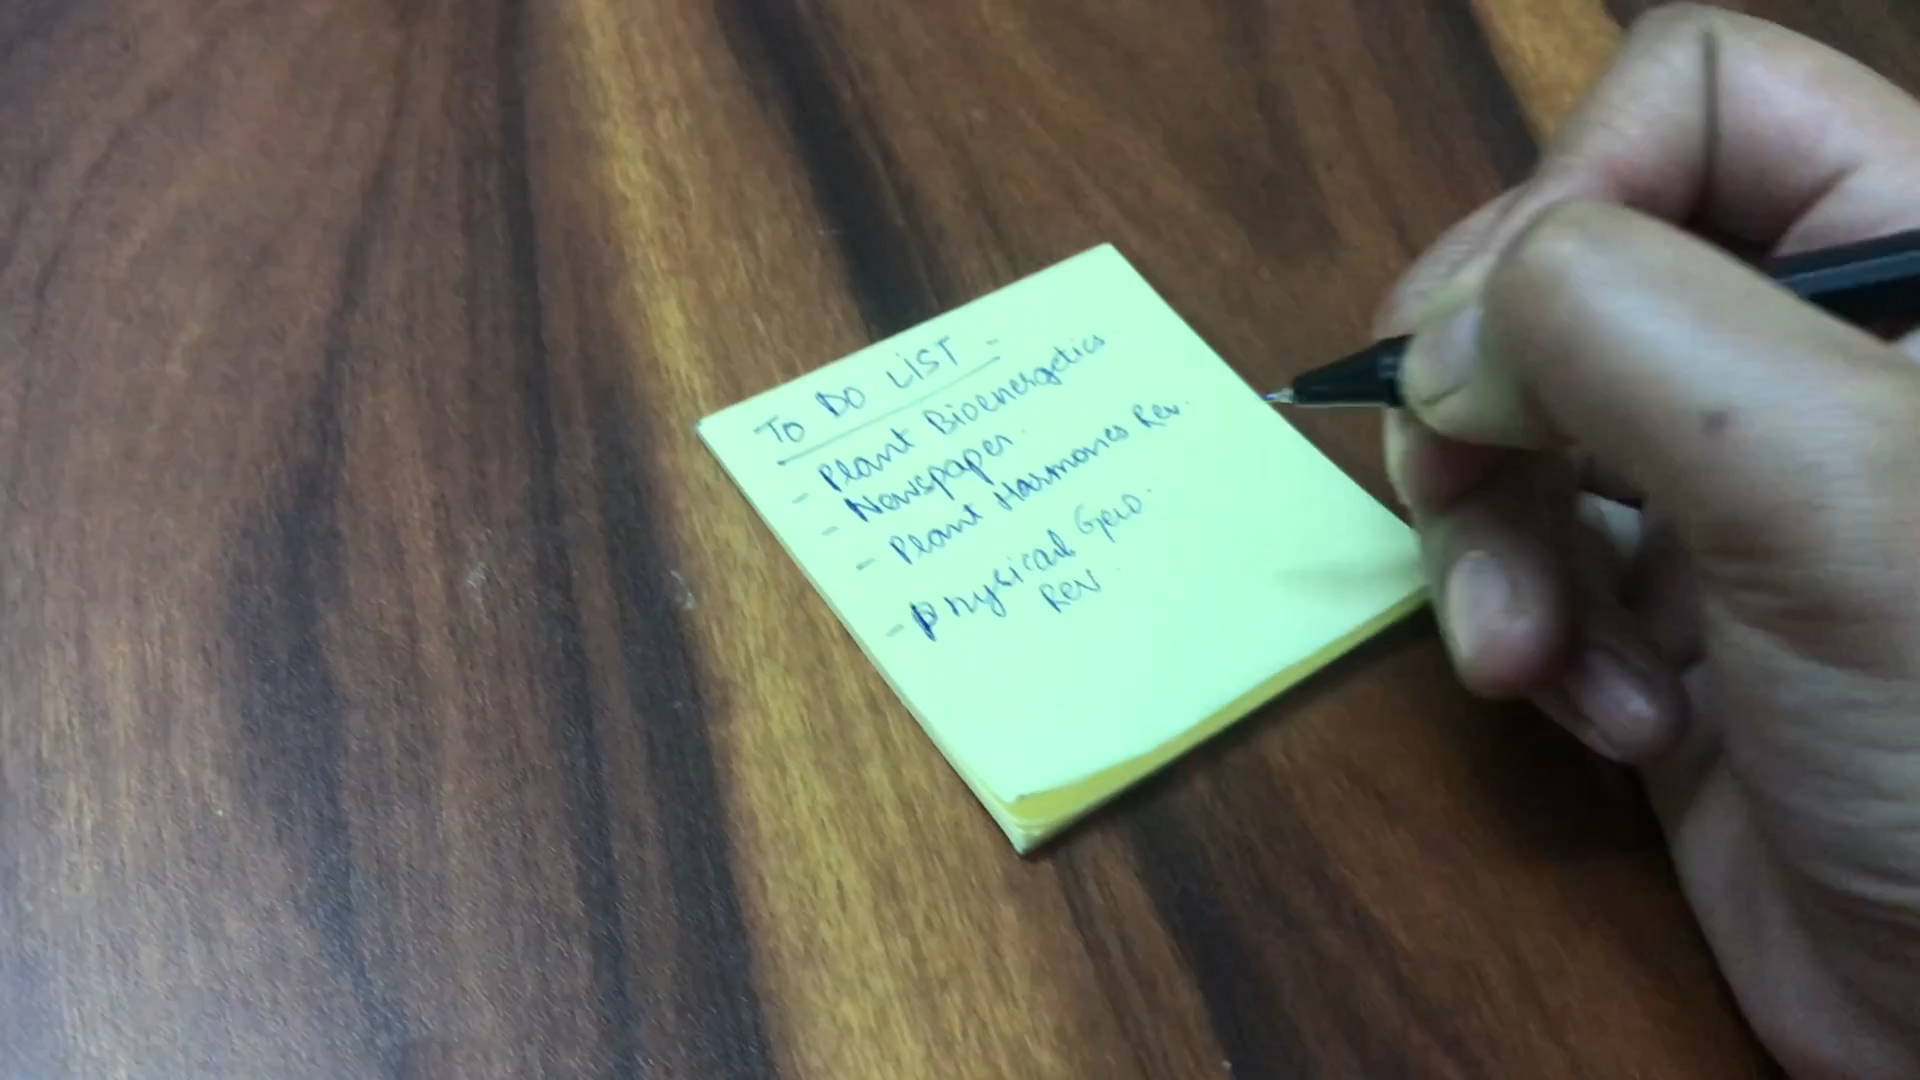 TO DO LIST -
- Plant Bioenergetics
- Newspaper.
- Plant Harmones Rev.
- Physical Geo.
Rev.